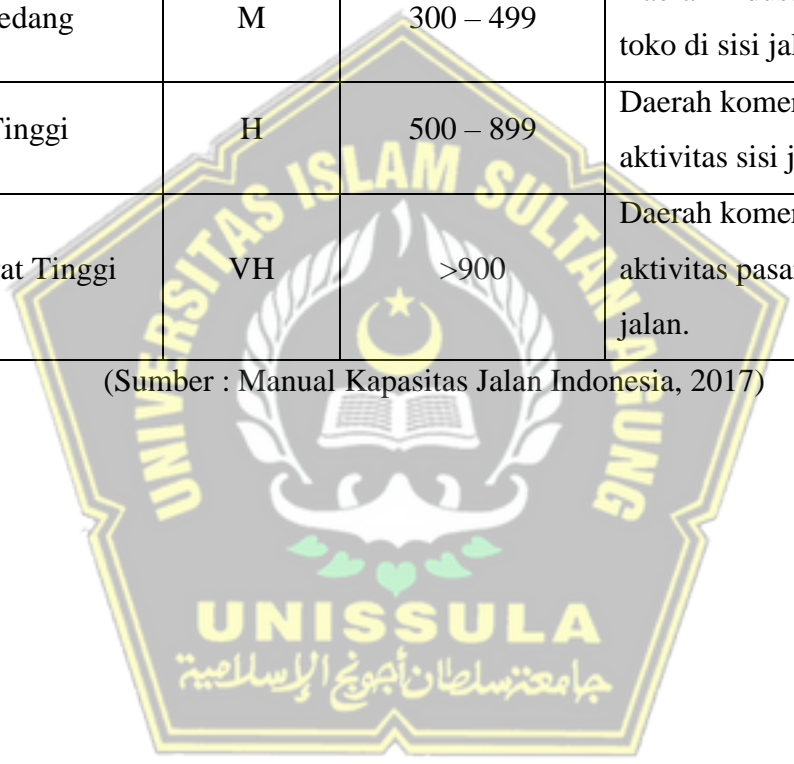 edang M 300 – 499
toko di sisi jal
Tinggi H 500 – 899 Daerah komer
aktivitas sisi j
Daerah komer
at Tinggi VH >900 aktivitas pasa
jalan.
(Sumber : Manual Kapasitas Jalan Indonesia, 2017)
UNIVERSITAS ISLAM SULTAN AGUNG
UNISSULA
جامعة سلطان أجونج الإسلامية